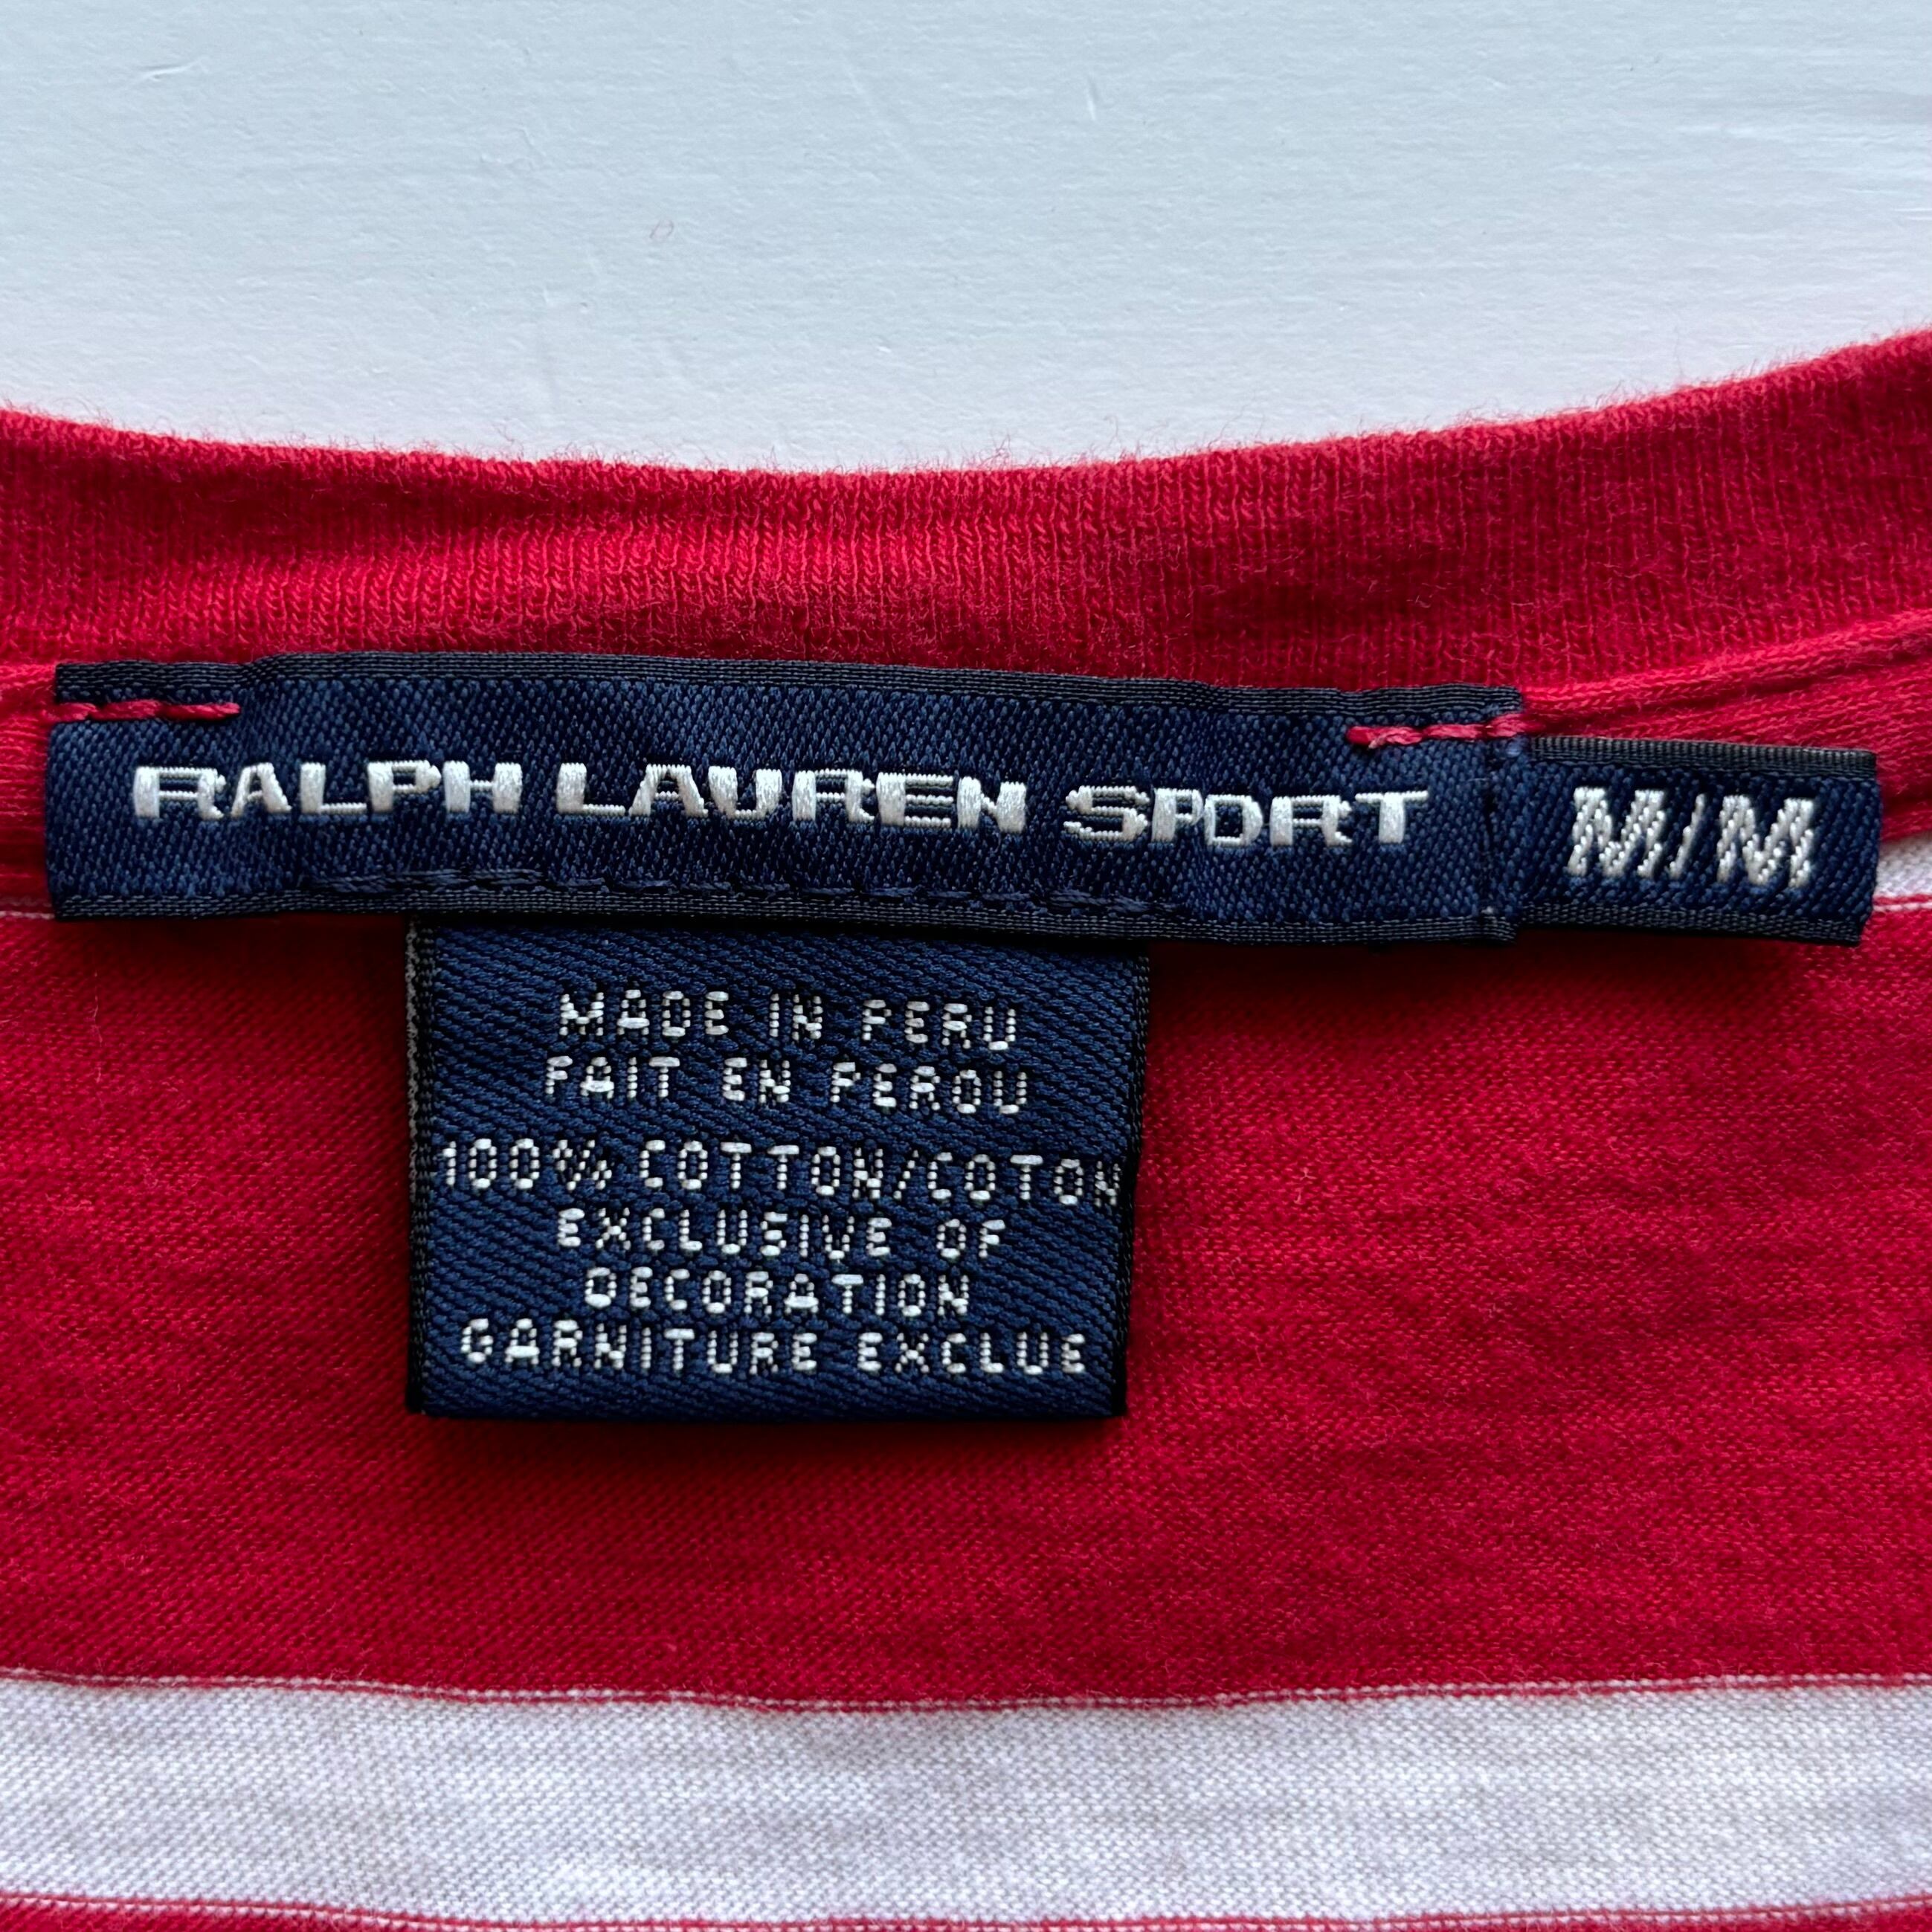 RALPH LAUREN SPORT M/M
MADE IN PERU
FAIT EN PEROU
100% COTTON/COTON
EXCLUSIVE OF
DECORATION
GARNITURE EXCLUE